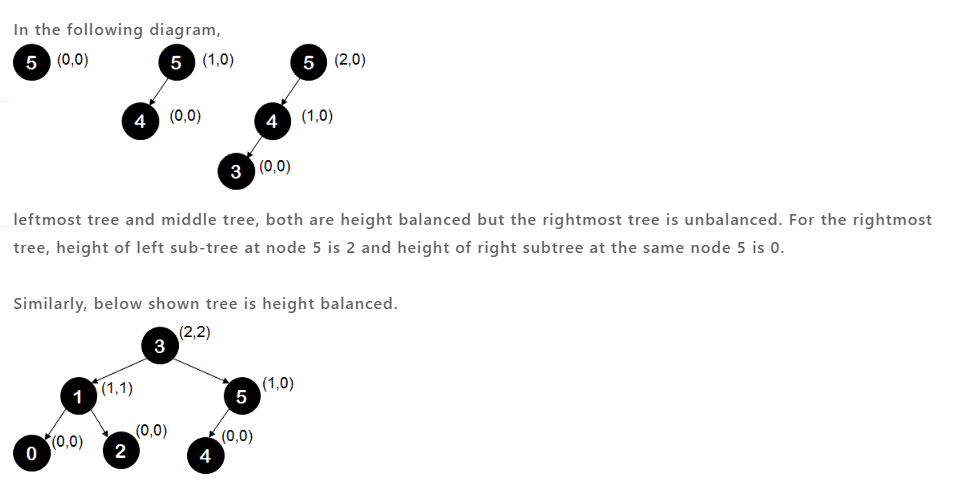 In the following diagram,
5 (0,0) 5 (1,0) 5 (2,0)
4 (0,0) 4 (1,0)
3 (0,0)
leftmost tree and middle tree, both are height balanced but the rightmost tree is unbalanced. For the rightmost
tree, height of left sub-tree at node 5 is 2 and height of right subtree at the same node 5 is 0.
Similarly, below shown tree is height balanced.
3 (2,2)
1 (1,1) 5 (1,0)
0 (0,0) 2 (0,0) 4 (0,0)